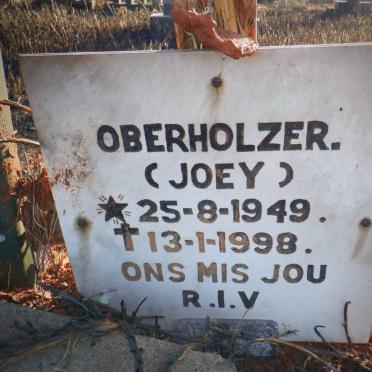 OBERHOLZER.
(JOEY)
★ 25-8-1949.
✝ 13-1-1998.
ONS MIS JOU
R.I.V